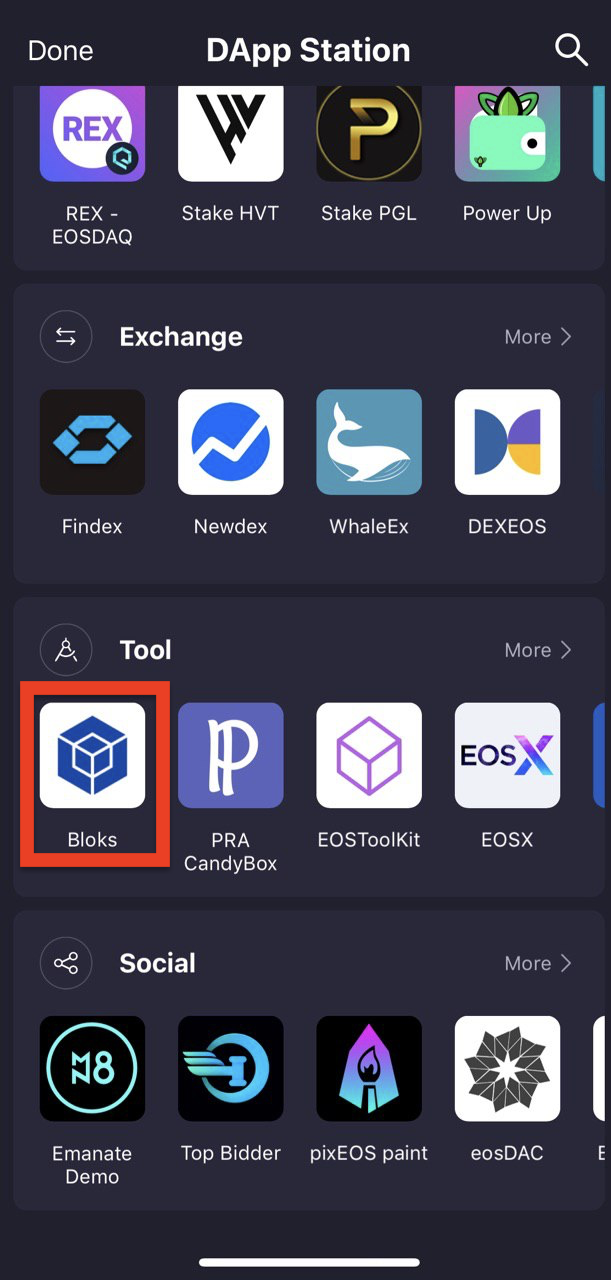 Done DApp Station
REX
REX -
EOSDAQ
Stake HVT
Stake PGL
Power Up
Exchange More
Findex Newdex WhaleEx DEXEOS
Tool More
EOSX
Bloks
PRA
CandyBox
EOSToolKit
EOSX
Social More
Emanate
Demo
Top Bidder
pixEOS paint
eosDAC